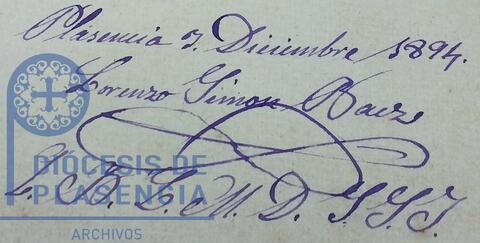 Plasencia 7. Diciembre 1894.
Lorenzo Simon Baez
L. B. L. M. D. S. S. I.
DIÓCESIS DE
PLASENCIA
ARCHIVOS